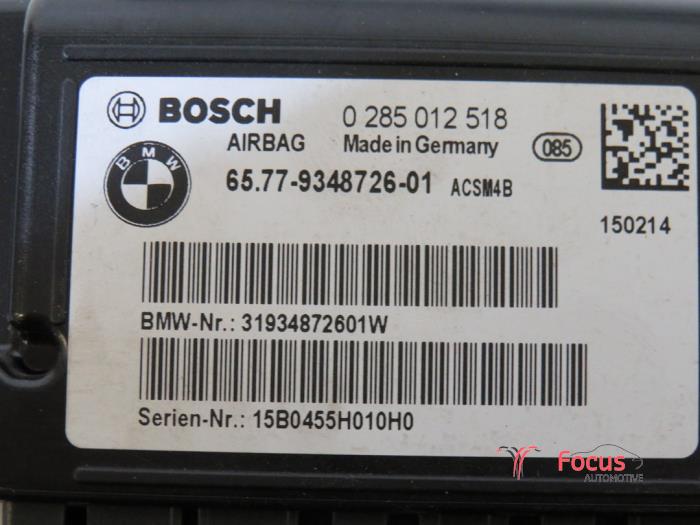 BOSCH 0 285 012 518
AIRBAG Made in Germany 085
BMW
65.77-9348726-01 ACSM4B
150214
BMW-Nr.: 31934872601W
Serien-Nr.: 15B0455H010H0
Focus
AUTOMOTIVE